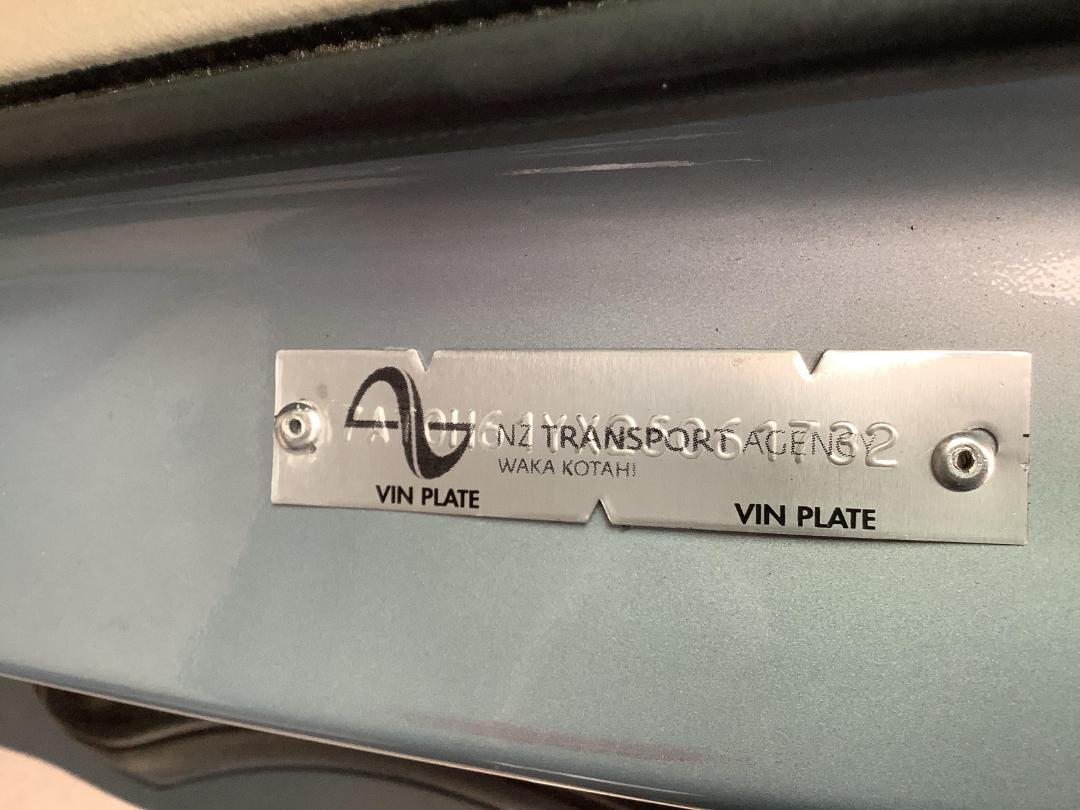 NZ TRANSPORT AGENCY
WAKA KOTAHI
VIN PLATE
VIN PLATE